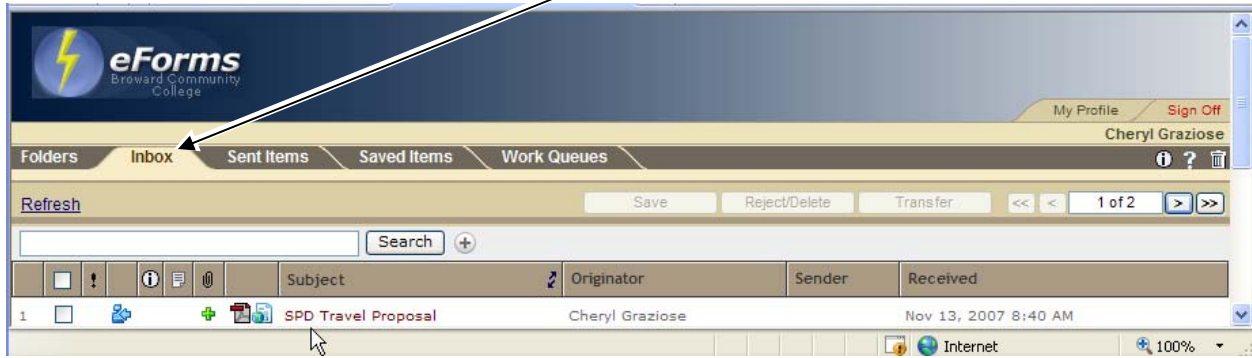 eForms
Broward Community
College
My Profile Sign Off
Cheryl Graziose
Folders Inbox Sent Items Saved Items Work Queues ?
Refresh Save Reject/Delete Transfer << < 1 of 2 > >>
Search
! Subject Originator Sender Received
1 SPD Travel Proposal Cheryl Graziose Nov 13, 2007 8:40 AM
Internet 100%